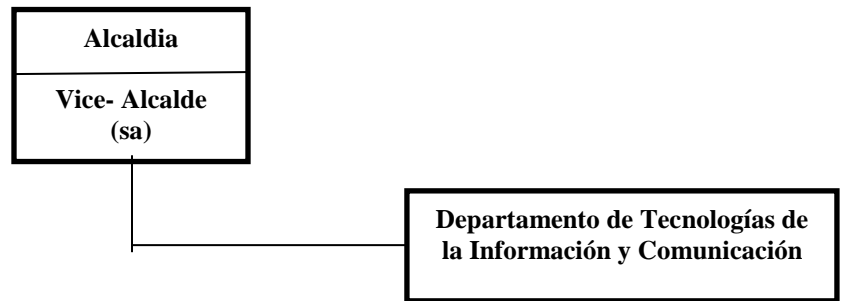 Alcaldia
Vice- Alcalde
(sa)
Departamento de Tecnologías de
la Información y Comunicación